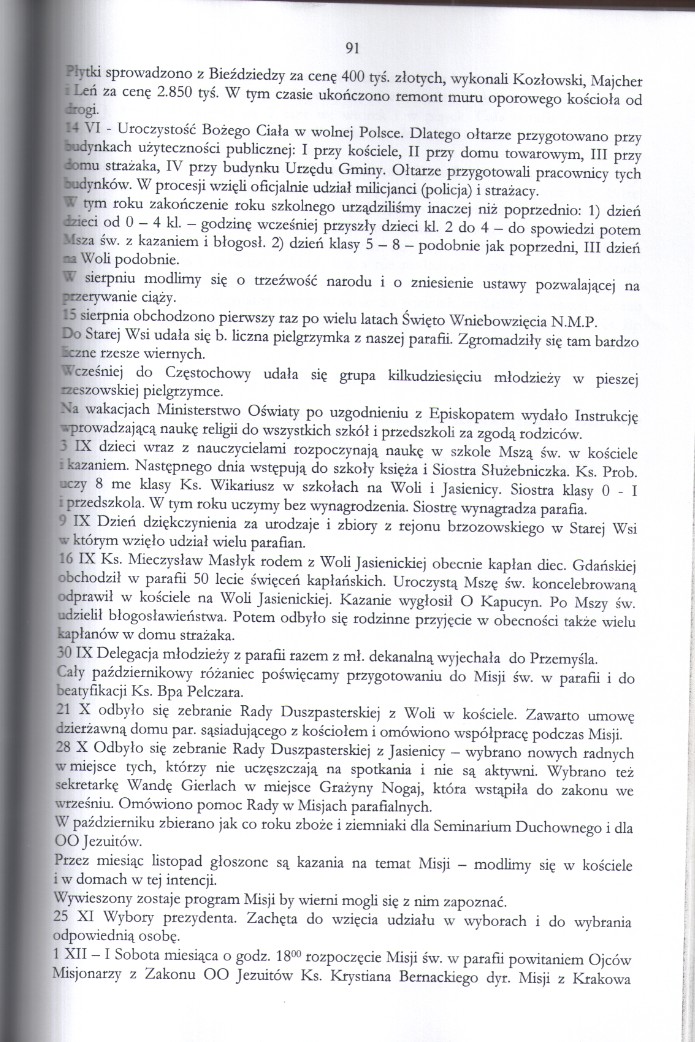 91
Płytki sprowadzono z Bieździedzy za cenę 400 tyś. złotych, wykonali Kozłowski, Majcher
i Leń za cenę 2.850 tyś. W tym czasie ukończono remont muru oporowego kościoła od
drogi.
14 VI - Uroczystość Bożego Ciała w wolnej Polsce. Dlatego ołtarze przygotowano przy
budynkach użyteczności publicznej: I przy kościele, II przy domu towarowym, III przy
domu strażaka, IV przy budynku Urzędu Gminy. Ołtarze przygotowali pracownicy tych
budynków. W procesji wzięli oficjalnie udział milicjanci (policja) i strażacy.
W tym roku zakończenie roku szkolnego urządziliśmy inaczej niż poprzednio: 1) dzień
dzieci od 0 – 4 kl. – godzinę wcześniej przyszły dzieci kl. 2 do 4 – do spowiedzi potem
Msza św. z kazaniem i błogosł. 2) dzień klasy 5 – 8 – podobnie jak poprzedni, III dzień
na Woli podobnie.
W sierpniu modlimy się o trzeźwość narodu i o zniesienie ustawy pozwalającej na
przerywanie ciąży.
15 sierpnia obchodzono pierwszy raz po wielu latach Święto Wniebowzięcia N.M.P.
Do Starej Wsi udała się b. liczna pielgrzymka z naszej parafii. Zgromadziły się tam bardzo
liczne rzesze wiernych.
Wcześniej do Częstochowy udała się grupa kilkudziesięciu młodzieży w pieszej
rzeszowskiej pielgrzymce.
Na wakacjach Ministerstwo Oświaty po uzgodnieniu z Episkopatem wydało Instrukcję
wprowadzającą naukę religii do wszystkich szkół i przedszkoli za zgodą rodziców.
3 IX dzieci wraz z nauczycielami rozpoczynają naukę w szkole Mszą św. w kościele
i kazaniem. Następnego dnia wstępują do szkoły księża i Siostra Służebniczka. Ks. Prob.
uczy 8 me klasy Ks. Wikariusz w szkołach na Woli i Jasienicy. Siostra klasy 0 - I
i przedszkola. W tym roku uczymy bez wynagrodzenia. Siostrę wynagradza parafia.
9 IX Dzień dziękczynienia za urodzaje i zbiory z rejonu brzozowskiego w Starej Wsi
w którym wzięło udział wielu parafian.
16 IX Ks. Mieczysław Masłyk rodem z Woli Jasienickiej obecnie kapłan diec. Gdańskiej
obchodził w parafii 50 lecie święceń kapłańskich. Uroczystą Mszę św. koncelebrowaną
odprawił w kościele na Woli Jasienickiej. Kazanie wygłosił O Kapucyn. Po Mszy św.
udzielił błogosławieństwa. Potem odbyło się rodzinne przyjęcie w obecności także wielu
kapłanów w domu strażaka.
30 IX Delegacja młodzieży z parafii razem z mł. dekanalną wyjechała do Przemyśla.
Cały październikowy różaniec poświęcamy przygotowaniu do Misji św. w parafii i do
beatyfikacji Ks. Bpa Pelczara.
21 X odbyło się zebranie Rady Duszpasterskiej z Woli w kościele. Zawarto umowę
dzierżawną domu par. sąsiadującego z kościołem i omówiono współpracę podczas Misji.
28 X Odbyło się zebranie Rady Duszpasterskiej z Jasienicy – wybrano nowych radnych
w miejsce tych, którzy nie uczęszczają na spotkania i nie są aktywni. Wybrano też
sekretarkę Wandę Gierlach w miejsce Grażyny Nogaj, która wstąpiła do zakonu we
wrześniu. Omówiono pomoc Rady w Misjach parafialnych.
W październiku zbierano jak co roku zboże i ziemniaki dla Seminarium Duchownego i dla
OO Jezuitów.
Przez miesiąc listopad głoszone są kazania na temat Misji – modlimy się w kościele
i w domach w tej intencji.
Wywieszony zostaje program Misji by wierni mogli się z nim zapoznać.
25 XI Wybory prezydenta. Zachęta do wzięcia udziału w wyborach i do wybrania
odpowiednią osobę.
1 XII – I Sobota miesiąca o godz. 18⁰⁰ rozpoczęcie Misji św. w parafii powitaniem Ojców
Misjonarzy z Zakonu OO Jezuitów Ks. Krystiana Bernackiego dyr. Misji z Krakowa